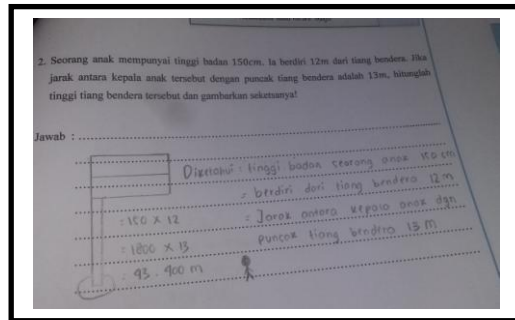 2. Seorang anak mempunyai tinggi badan 150cm. Ia berdiri 12m dari tiang bendera. Jika
jarak antara kepala anak tersebut dengan puncak tiang bendera adalah 13m, hitunglah
tinggi tiang bendera tersebut dan gambarkan sketsanya!
Jawab :
Diketahui : tinggi badan seorang anak 150 cm
= berdiri dari tiang bendera 12 m
= Jarak antara kepala anak dgn
puncak tiang bendera 13 M
: 150 X 12
= 1800 X 13
: 93.400 m